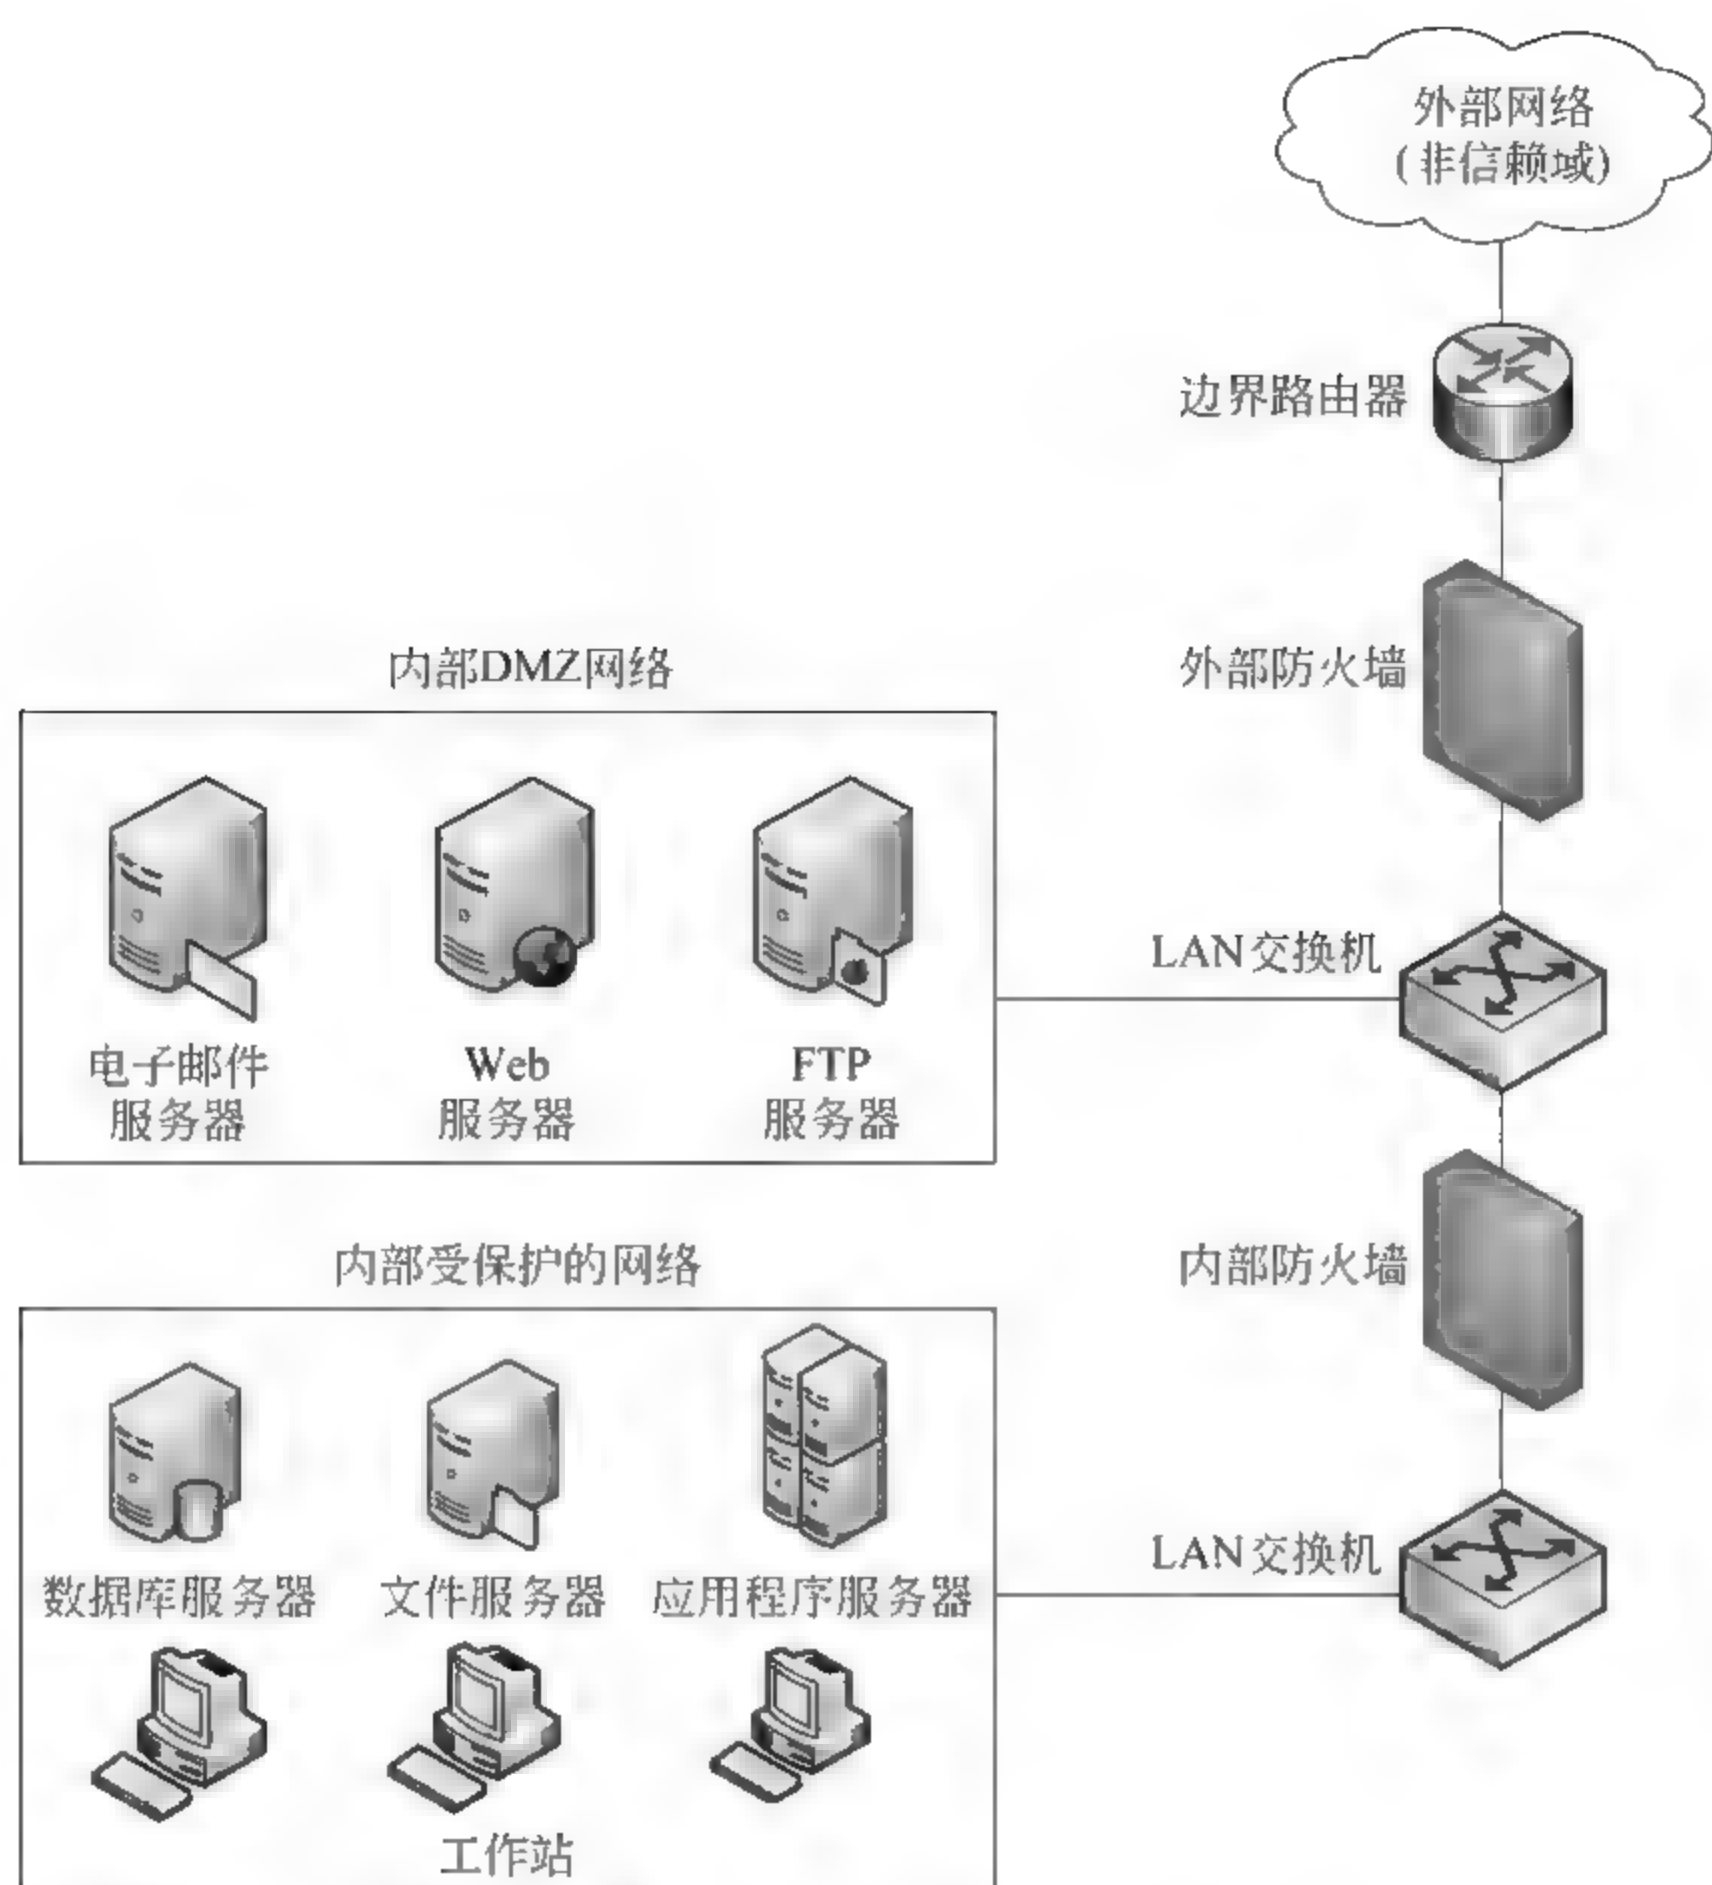 外部网络
(非信赖域)
边界路由器
外部防火墙
内部DMZ网络
LAN交换机
电子邮件
服务器
Web
服务器
FTP
服务器
内部防火墙
内部受保护的网络
LAN交换机
数据库服务器
文件服务器
应用程序服务器
工作站